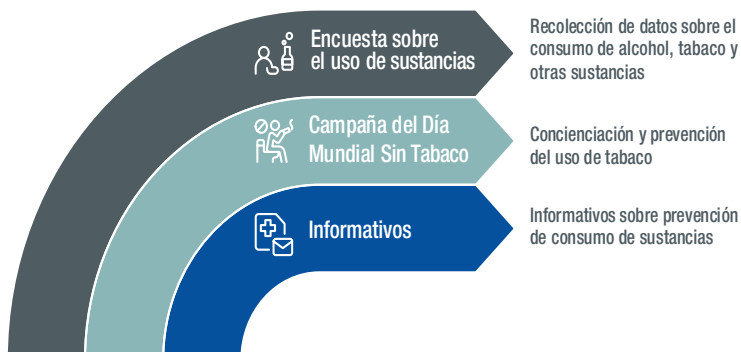 Encuesta sobre
el uso de sustancias
Recolección de datos sobre el
consumo de alcohol, tabaco y
otras sustancias
Campaña del Día
Mundial Sin Tabaco
Concienciación y prevención
del uso de tabaco
Informativos
Informativos sobre prevención
de consumo de sustancias